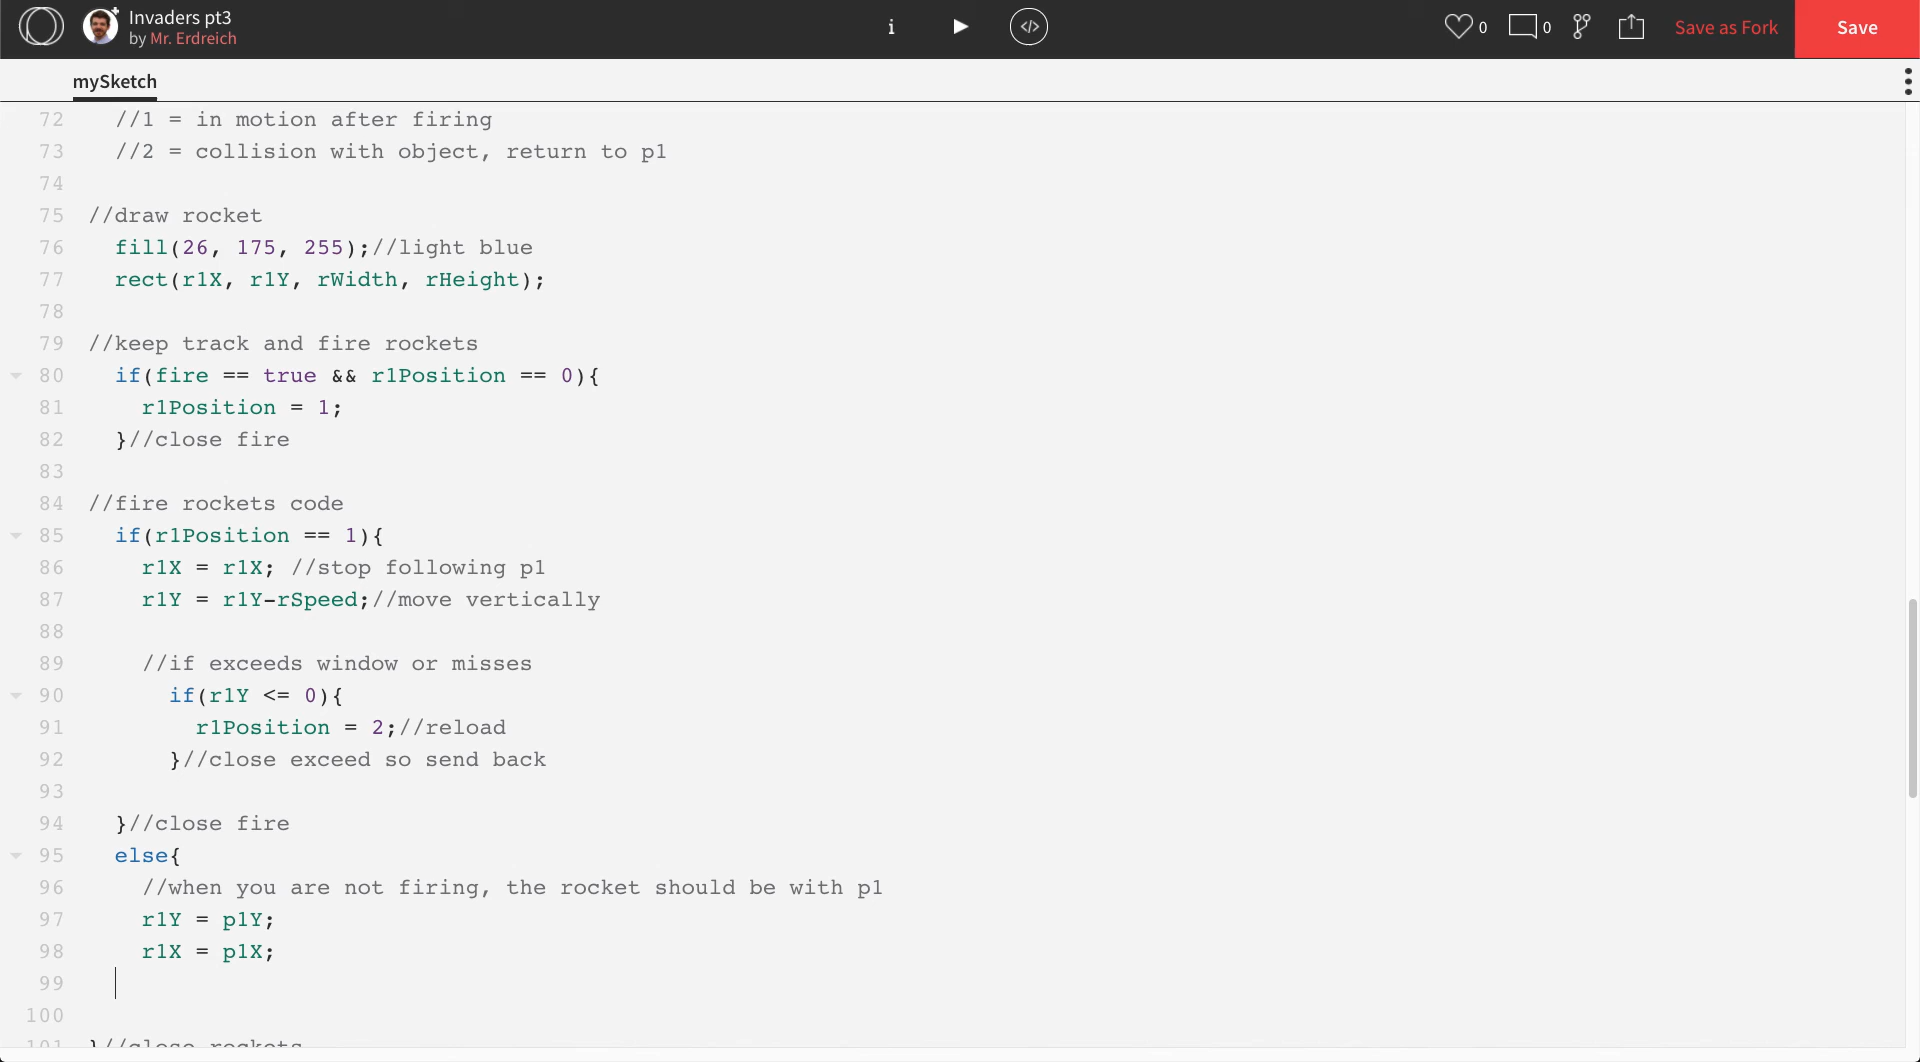 Invaders pt3
by Mr. Erdreich
i
</>
0
0
Save as Fork
Save
mySketch
72 //1 = in motion after firing
73 //2 = collision with object, return to p1
74
75 //draw rocket
76 fill(26, 175, 255);//light blue
77 rect(r1X, r1Y, rWidth, rHeight);
78
79 //keep track and fire rockets
80 if(fire == true && r1Position == 0){
81 r1Position = 1;
82 }//close fire
83
84 //fire rockets code
85 if(r1Position == 1){
86 r1X = r1X; //stop following p1
87 r1Y = r1Y-rSpeed;//move vertically
88
89 //if exceeds window or misses
90 if(r1Y <= 0){
91 r1Position = 2;//reload
92 }//close exceed so send back
93
94 }//close fire
95 else{
96 //when you are not firing, the rocket should be with p1
97 r1Y = p1Y;
98 r1X = p1X;
99
100
101 }//close rockets